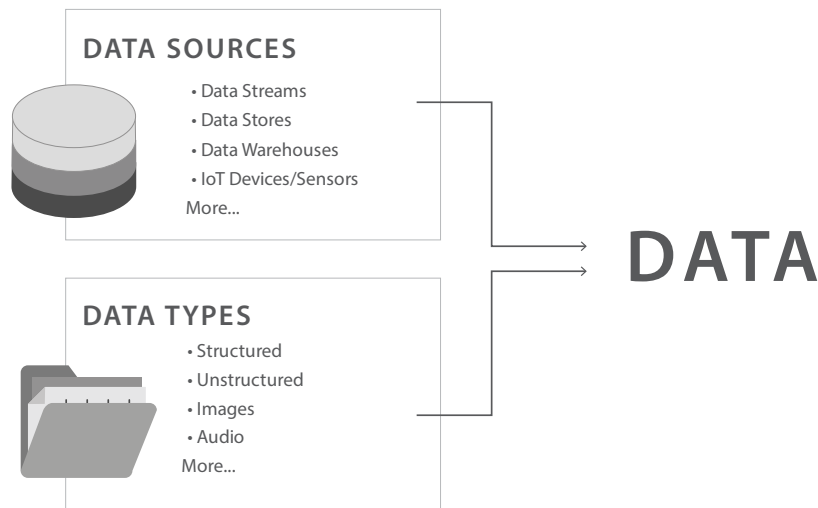 DATA SOURCES
• Data Streams
• Data Stores
• Data Warehouses
• IoT Devices/Sensors
More...
DATA TYPES
• Structured
• Unstructured
• Images
• Audio
More...
DATA